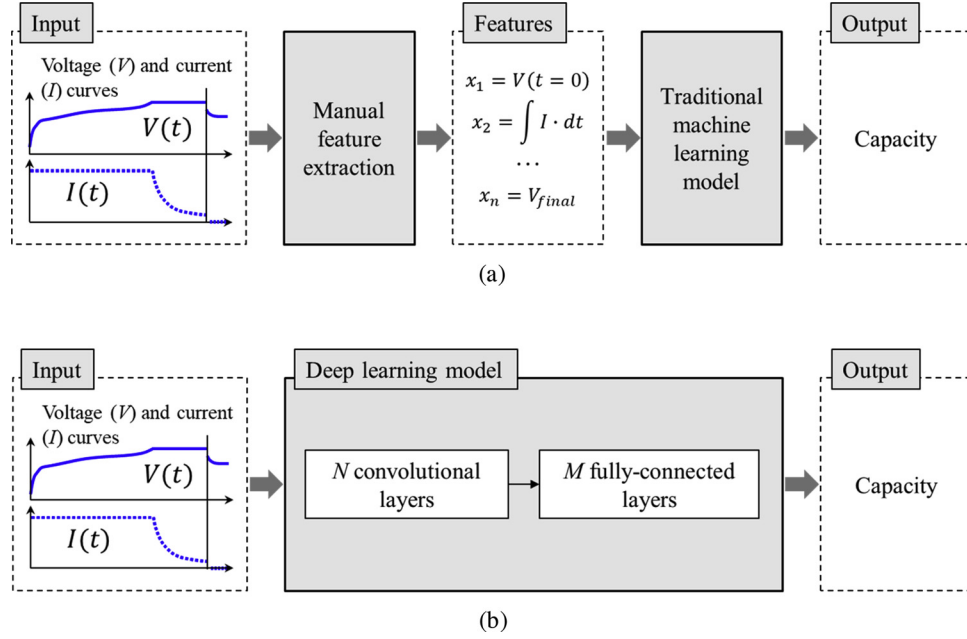 Input
Voltage (V) and current
(I) curves
V(t)
I(t)
Manual
feature
extraction
Features
x₁ = V(t = 0)
x₂ = ∫ I · dt
⋯
xₙ = V_final
Traditional
machine
learning
model
Output
Capacity
(a)
Input
Voltage (V) and current
(I) curves
V(t)
I(t)
Deep learning model
N convolutional
layers
M fully-connected
layers
Output
Capacity
(b)